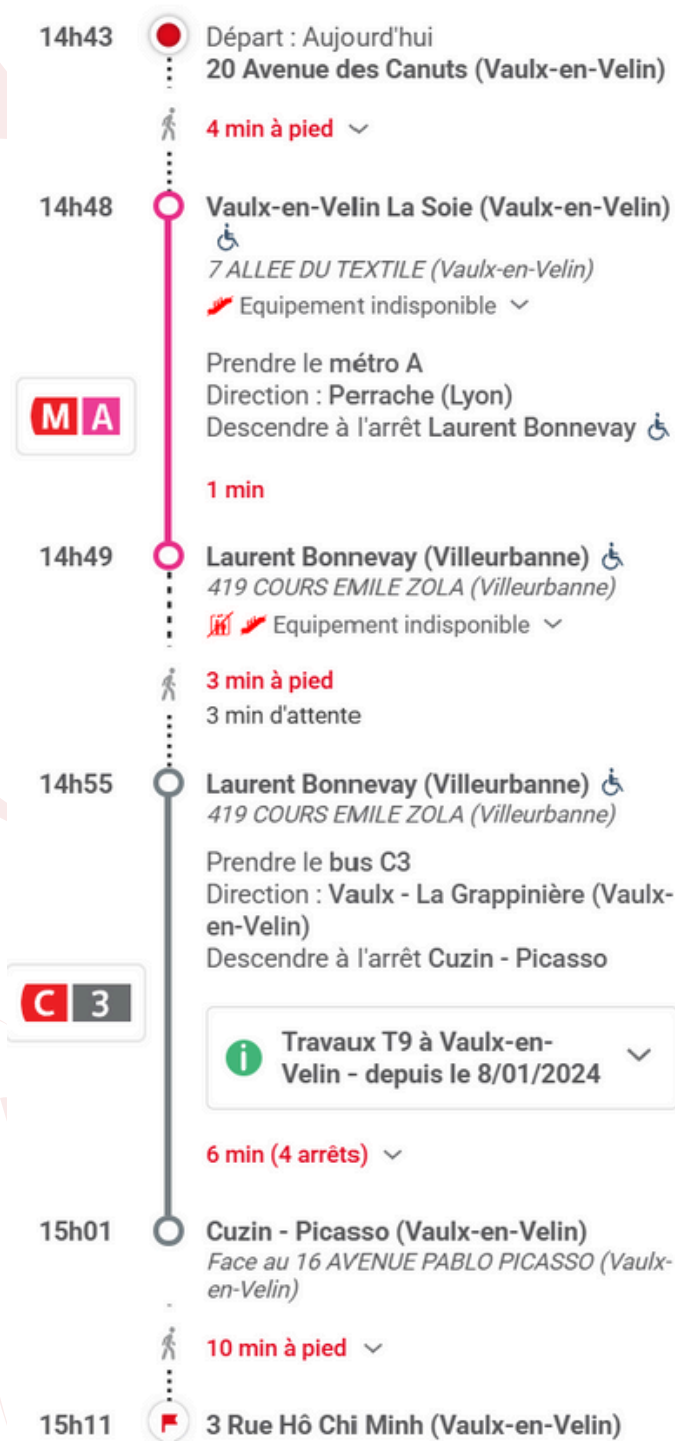 14h43
Départ : Aujourd'hui
20 Avenue des Canuts (Vaulx-en-Velin)
4 min à pied
14h48
Vaulx-en-Velin La Soie (Vaulx-en-Velin)
7 ALLEE DU TEXTILE (Vaulx-en-Velin)
Equipement indisponible
Prendre le métro A
Direction : Perrache (Lyon)
M A
Descendre à l'arrêt Laurent Bonnevay
1 min
14h49
Laurent Bonnevay (Villeurbanne)
419 COURS EMILE ZOLA (Villeurbanne)
Equipement indisponible
3 min à pied
3 min d'attente
14h55
Laurent Bonnevay (Villeurbanne)
419 COURS EMILE ZOLA (Villeurbanne)
Prendre le bus C3
Direction : Vaulx - La Grappinière (Vaulx-
en-Velin)
Descendre à l'arrêt Cuzin - Picasso
C 3
Travaux T9 à Vaulx-en-
Velin - depuis le 8/01/2024
6 min (4 arrêts)
15h01
Cuzin - Picasso (Vaulx-en-Velin)
Face au 16 AVENUE PABLO PICASSO (Vaulx-
en-Velin)
10 min à pied
15h11
3 Rue Hô Chi Minh (Vaulx-en-Velin)